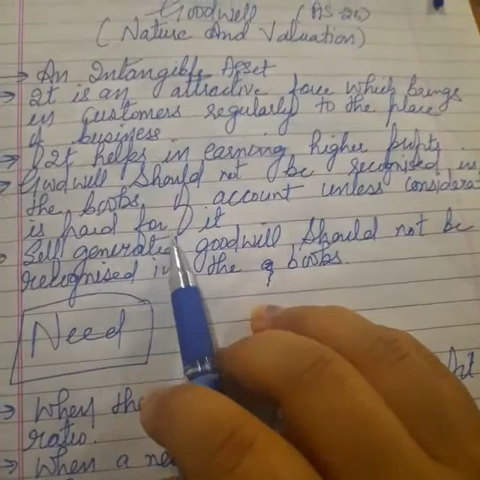 Goodwell (AS-26)
(Nature And Valuation)
→ An Intangible Asset
→ It is an attractive force which brings
in customers regularly to the place
of business
→ It helps in earning higher profits
→ Goodwill should not be recognised in
the books of account unless considera
is paid for it
Self generated goodwill should not be
recognised in the books.
Need
→ When the
ratio.
→ When a ne